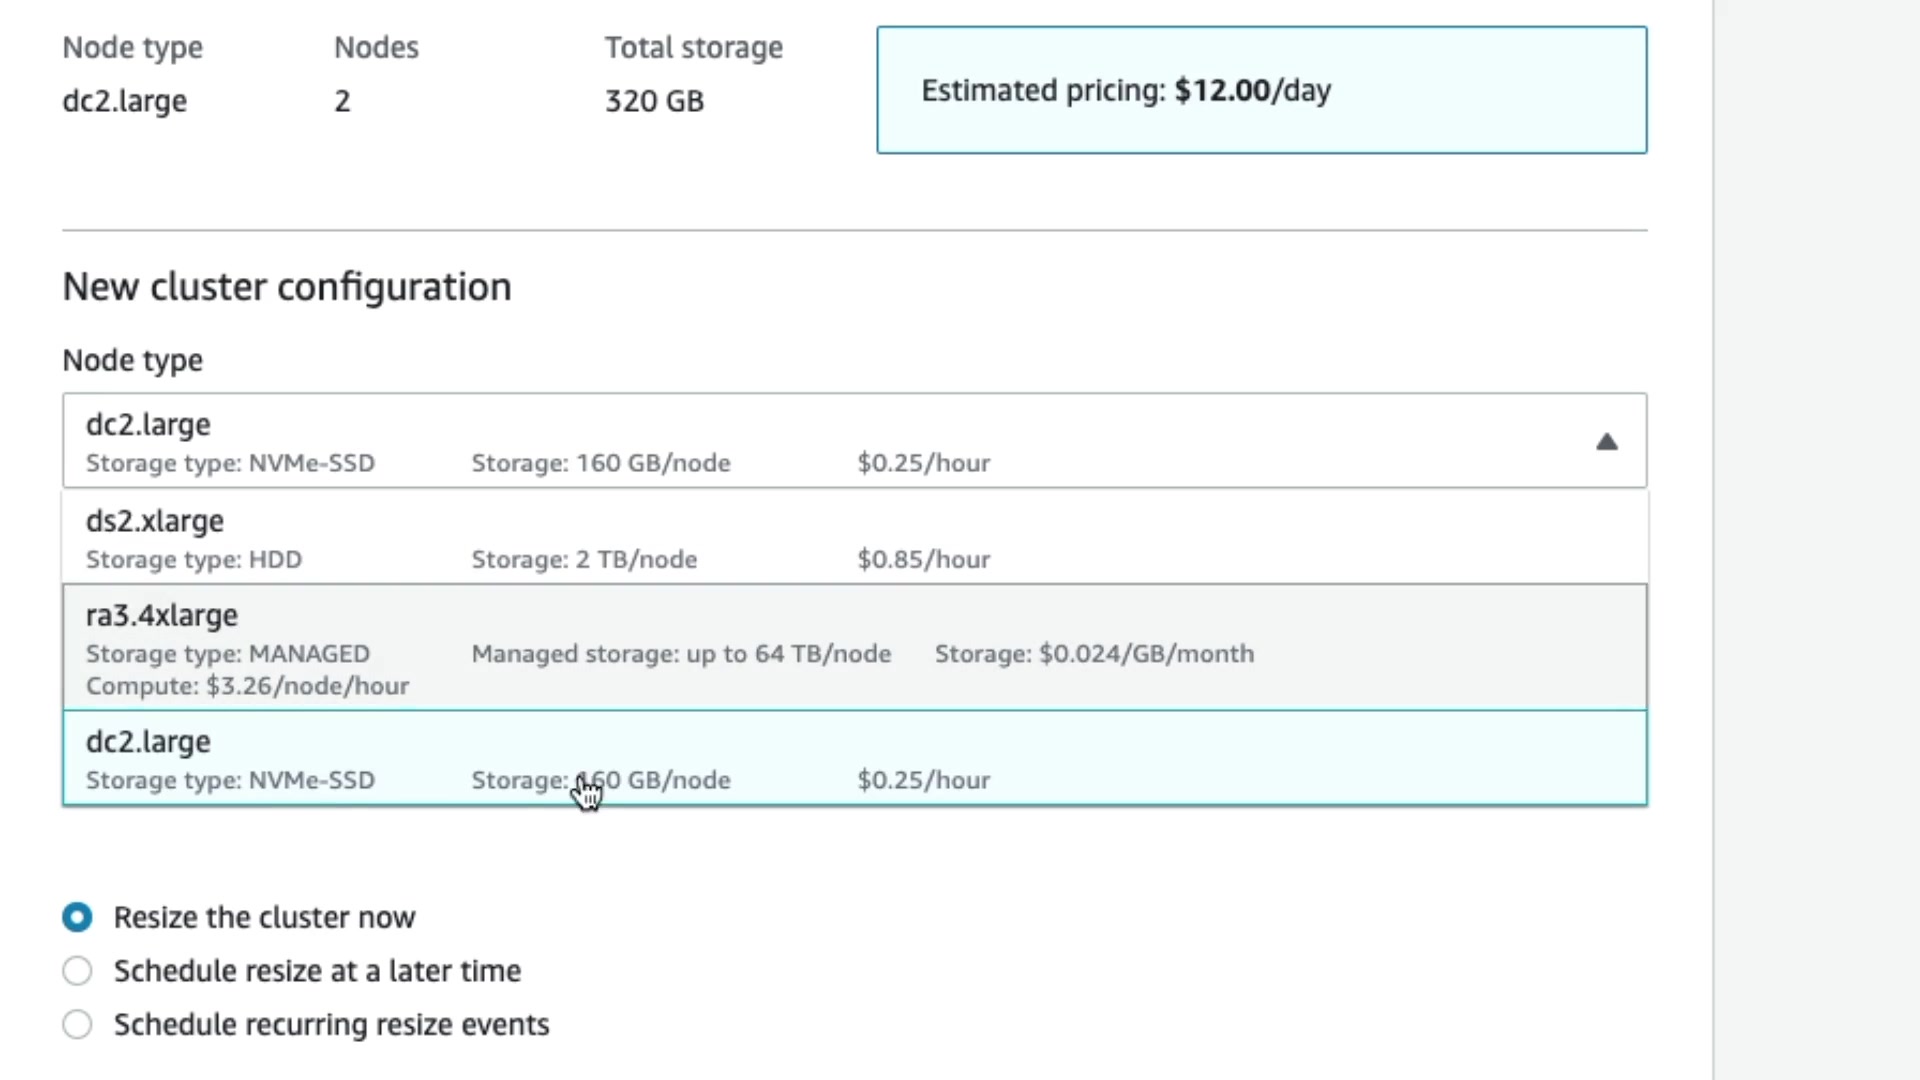 Node type Nodes Total storage
dc2.large 2 320 GB
Estimated pricing: $12.00/day
New cluster configuration
Node type
dc2.large
Storage type: NVMe-SSD Storage: 160 GB/node $0.25/hour
ds2.xlarge
Storage type: HDD Storage: 2 TB/node $0.85/hour
ra3.4xlarge
Storage type: MANAGED Managed storage: up to 64 TB/node Storage: $0.024/GB/month
Compute: $3.26/node/hour
dc2.large
Storage type: NVMe-SSD Storage: 160 GB/node $0.25/hour
Resize the cluster now
Schedule resize at a later time
Schedule recurring resize events